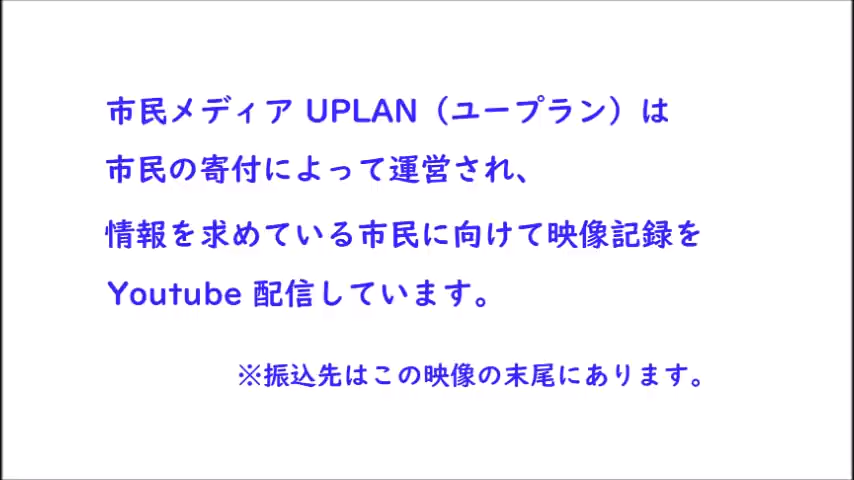 市民メディア UPLAN（ユープラン）は
市民の寄付によって運営され、
情報を求めている市民に向けて映像記録を
Youtube 配信しています。
※振込先はこの映像の末尾にあります。